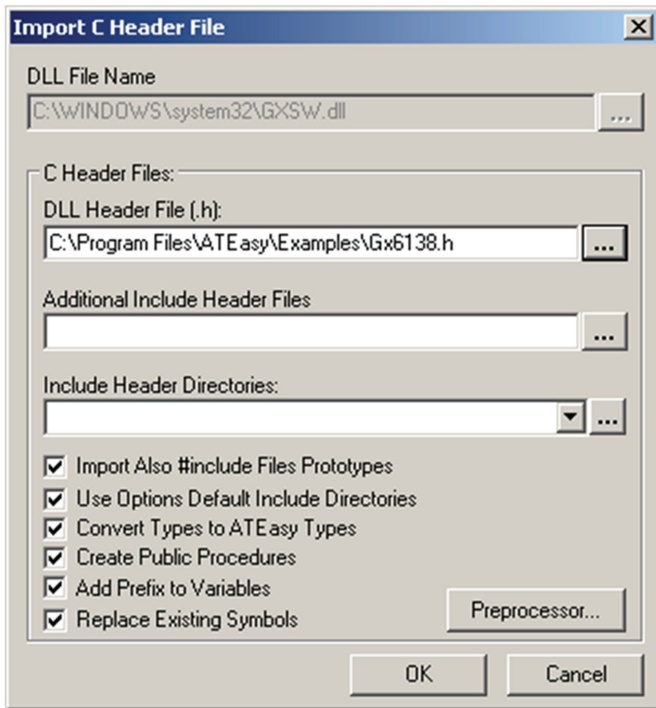 Import C Header File
DLL File Name
C:\WINDOWS\system32\GXSW.dll
...
C Header Files:
DLL Header File (.h):
C:\Program Files\ATEasy\Examples\Gx6138.h
...
Additional Include Header Files
...
Include Header Directories:
...
Import Also #include Files Prototypes
Use Options Default Include Directories
Convert Types to ATEasy Types
Create Public Procedures
Add Prefix to Variables
Replace Existing Symbols
Preprocessor...
OK
Cancel